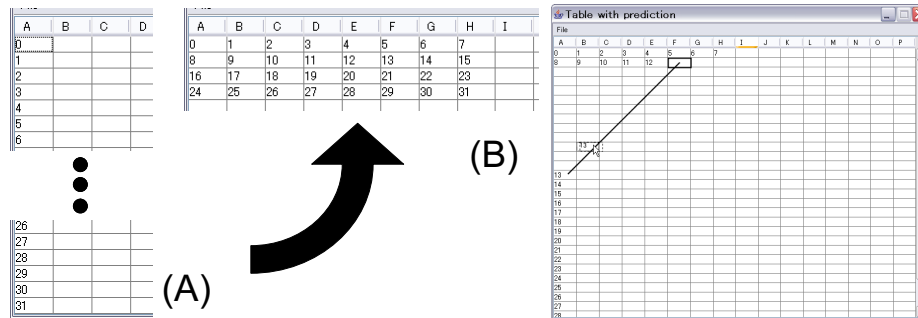 File
A B C D
0
1
2
3
4
5
6
26
27
28
29
30
31
(A)
File
A B C D E F G H I
0 1 2 3 4 5 6 7
8 9 10 11 12 13 14 15
16 17 18 19 20 21 22 23
24 25 26 27 28 29 30 31
(B)
Table with prediction
File
A B C D E F G H I J K L M N O P
0 1 2 3 4 5 6 7
8 9 10 11 12
13
13
14
15
16
17
18
19
20
21
22
23
24
25
26
27
28